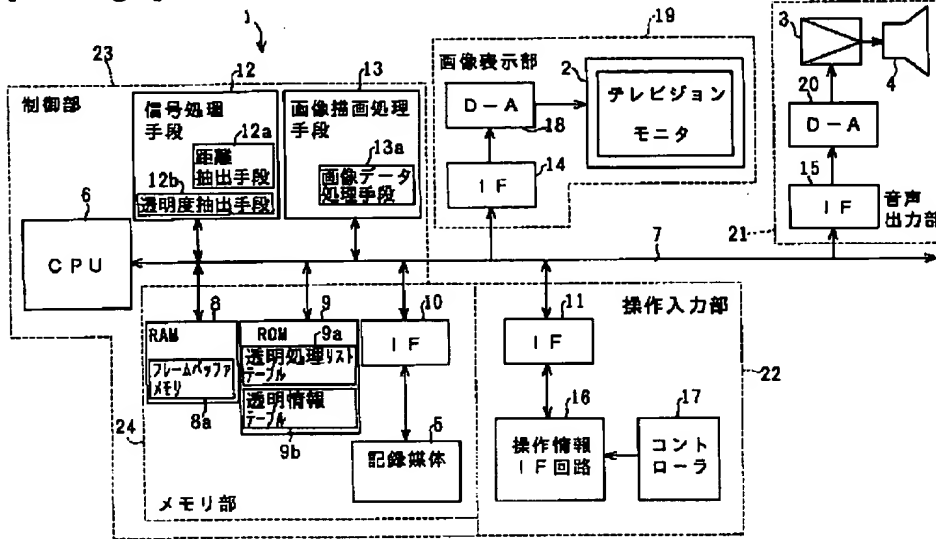 1
23
制御部
12
信号処理
手段
12a
距離
抽出手段
12b
透明度抽出手段
13
画像描画処理
手段
13a
画像データ
処理手段
6
CPU
19
画像表示部
D-A
18
2
テレビジョン
モニタ
14
IF
3
4
20
D-A
15
IF
音声
出力部
21
7
8
RAM
フレームバッファ
メモリ
8a
9
ROM
9a
透明処理リスト
テーブル
透明情報
テーブル
9b
10
IF
5
記録媒体
24
メモリ部
操作入力部
11
IF
22
16
操作情報
IF回路
17
コント
ローラ